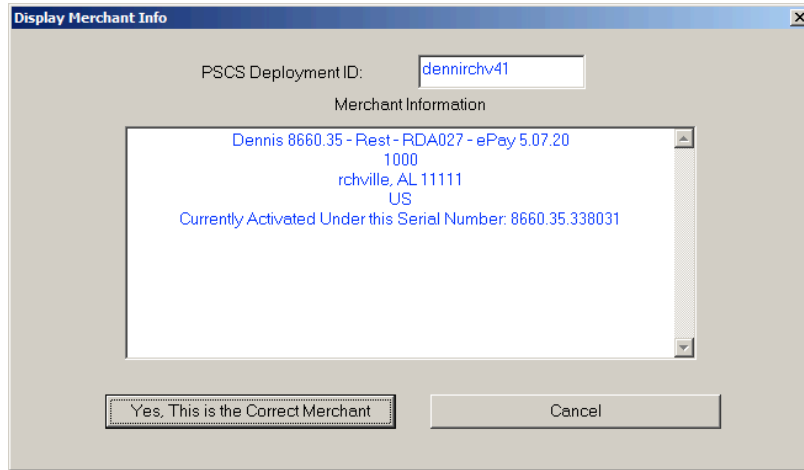 Display Merchant Info
PSCS Deployment ID: dennirchv41
Merchant Information
Dennis 8660.35 - Rest - RDA027 - ePay 5.07.20
1000
rchville, AL 11111
US
Currently Activated Under this Serial Number: 8660.35.338031
Yes, This is the Correct Merchant Cancel